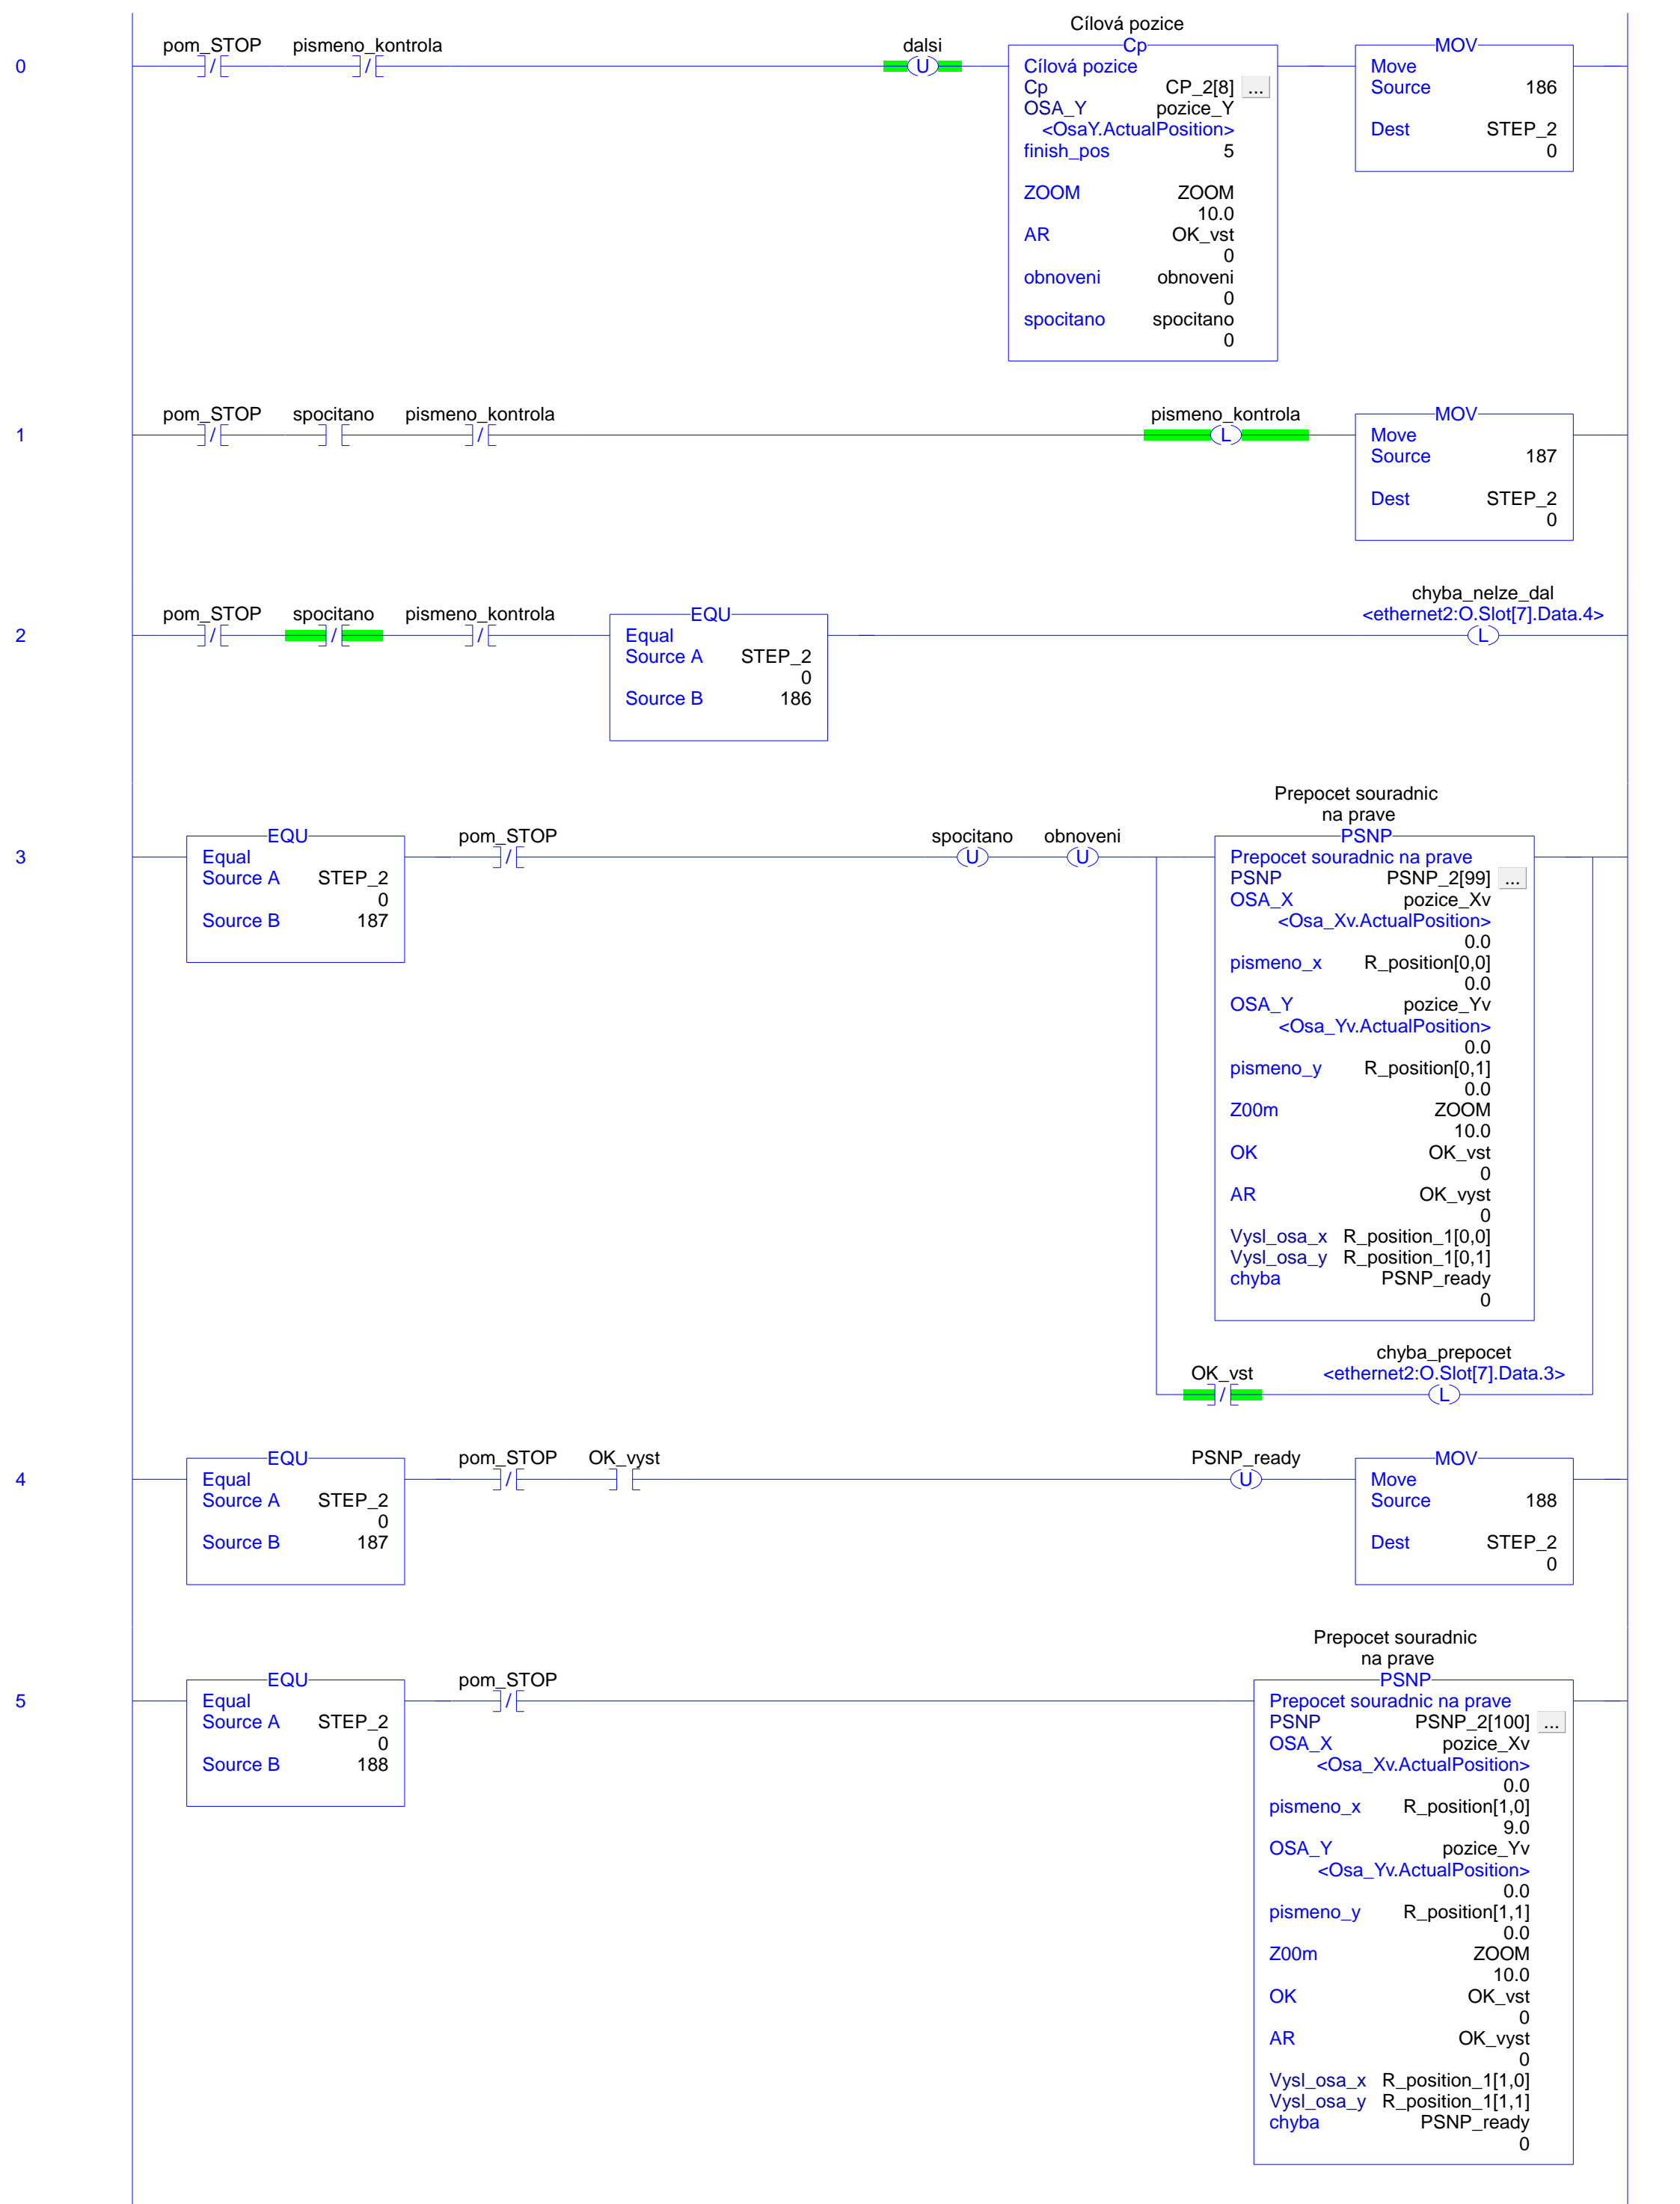 Cílová pozice
pom_STOP pismeno_kontrola dalsi Cp MOV
0 Cílová pozice Move
Cp CP_2[8] ... Source 186
OSA_Y pozice_Y
<OsaY.ActualPosition> Dest STEP_2
finish_pos 5 0
ZOOM ZOOM
10.0
AR OK_vst
0
obnoveni obnoveni
0
spocitano spocitano
0
pom_STOP spocitano pismeno_kontrola pismeno_kontrola MOV
1 L Move
Source 187
Dest STEP_2
0
chyba_nelze_dal
pom_STOP spocitano pismeno_kontrola EQU <ethernet2:O.Slot[7].Data.4>
2 Equal L
Source A STEP_2
0
Source B 186
Prepocet souradnic
na prave
EQU pom_STOP spocitano obnoveni PSNP
3 Equal U U Prepocet souradnic na prave
Source A STEP_2 PSNP PSNP_2[99] ...
0 OSA_X pozice_Xv
Source B 187 <Osa_Xv.ActualPosition>
0.0
pismeno_x R_position[0,0]
0.0
OSA_Y pozice_Yv
<Osa_Yv.ActualPosition>
0.0
pismeno_y R_position[0,1]
0.0
Z00m ZOOM
10.0
OK OK_vst
0
AR OK_vyst
0
Vysl_osa_x R_position_1[0,0]
Vysl_osa_y R_position_1[0,1]
chyba PSNP_ready
0
chyba_prepocet
OK_vst <ethernet2:O.Slot[7].Data.3>
L
EQU pom_STOP OK_vyst PSNP_ready MOV
4 Equal U Move
Source A STEP_2 Source 188
0
Source B 187 Dest STEP_2
0
Prepocet souradnic
na prave
EQU pom_STOP PSNP
5 Equal Prepocet souradnic na prave
Source A STEP_2 PSNP PSNP_2[100] ...
0 OSA_X pozice_Xv
Source B 188 <Osa_Xv.ActualPosition>
0.0
pismeno_x R_position[1,0]
9.0
OSA_Y pozice_Yv
<Osa_Yv.ActualPosition>
0.0
pismeno_y R_position[1,1]
0.0
Z00m ZOOM
10.0
OK OK_vst
0
AR OK_vyst
0
Vysl_osa_x R_position_1[1,0]
Vysl_osa_y R_position_1[1,1]
chyba PSNP_ready
0